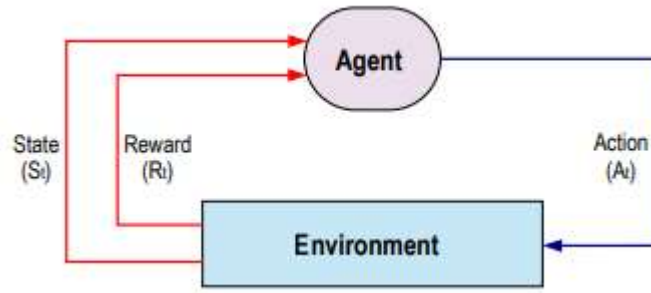 Agent
State
(Sₜ)
Reward
(Rₜ)
Action
(Aₜ)
Environment